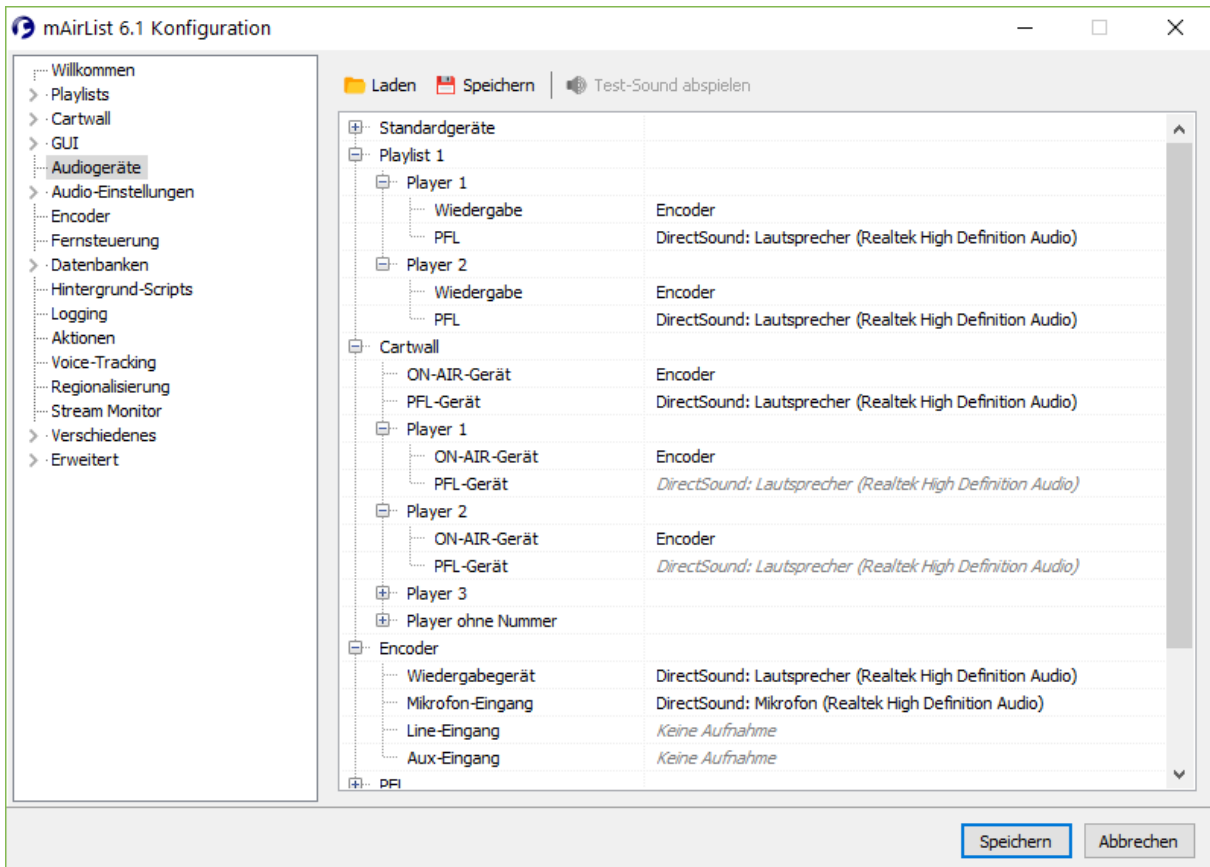 mAirList 6.1 Konfiguration
Willkommen
Playlists
Cartwall
GUI
Audiogeräte
Audio-Einstellungen
Encoder
Fernsteuerung
Datenbanken
Hintergrund-Scripts
Logging
Aktionen
Voice-Tracking
Regionalisierung
Stream Monitor
Verschiedenes
Erweitert
Laden Speichern Test-Sound abspielen
Standardgeräte
Playlist 1
Player 1
Wiedergabe Encoder
PFL DirectSound: Lautsprecher (Realtek High Definition Audio)
Player 2
Wiedergabe Encoder
PFL DirectSound: Lautsprecher (Realtek High Definition Audio)
Cartwall
ON-AIR-Gerät Encoder
PFL-Gerät DirectSound: Lautsprecher (Realtek High Definition Audio)
Player 1
ON-AIR-Gerät Encoder
PFL-Gerät DirectSound: Lautsprecher (Realtek High Definition Audio)
Player 2
ON-AIR-Gerät Encoder
PFL-Gerät DirectSound: Lautsprecher (Realtek High Definition Audio)
Player 3
Player ohne Nummer
Encoder
Wiedergabegerät DirectSound: Lautsprecher (Realtek High Definition Audio)
Mikrofon-Eingang DirectSound: Mikrofon (Realtek High Definition Audio)
Line-Eingang Keine Aufnahme
Aux-Eingang Keine Aufnahme
PFL
Speichern Abbrechen